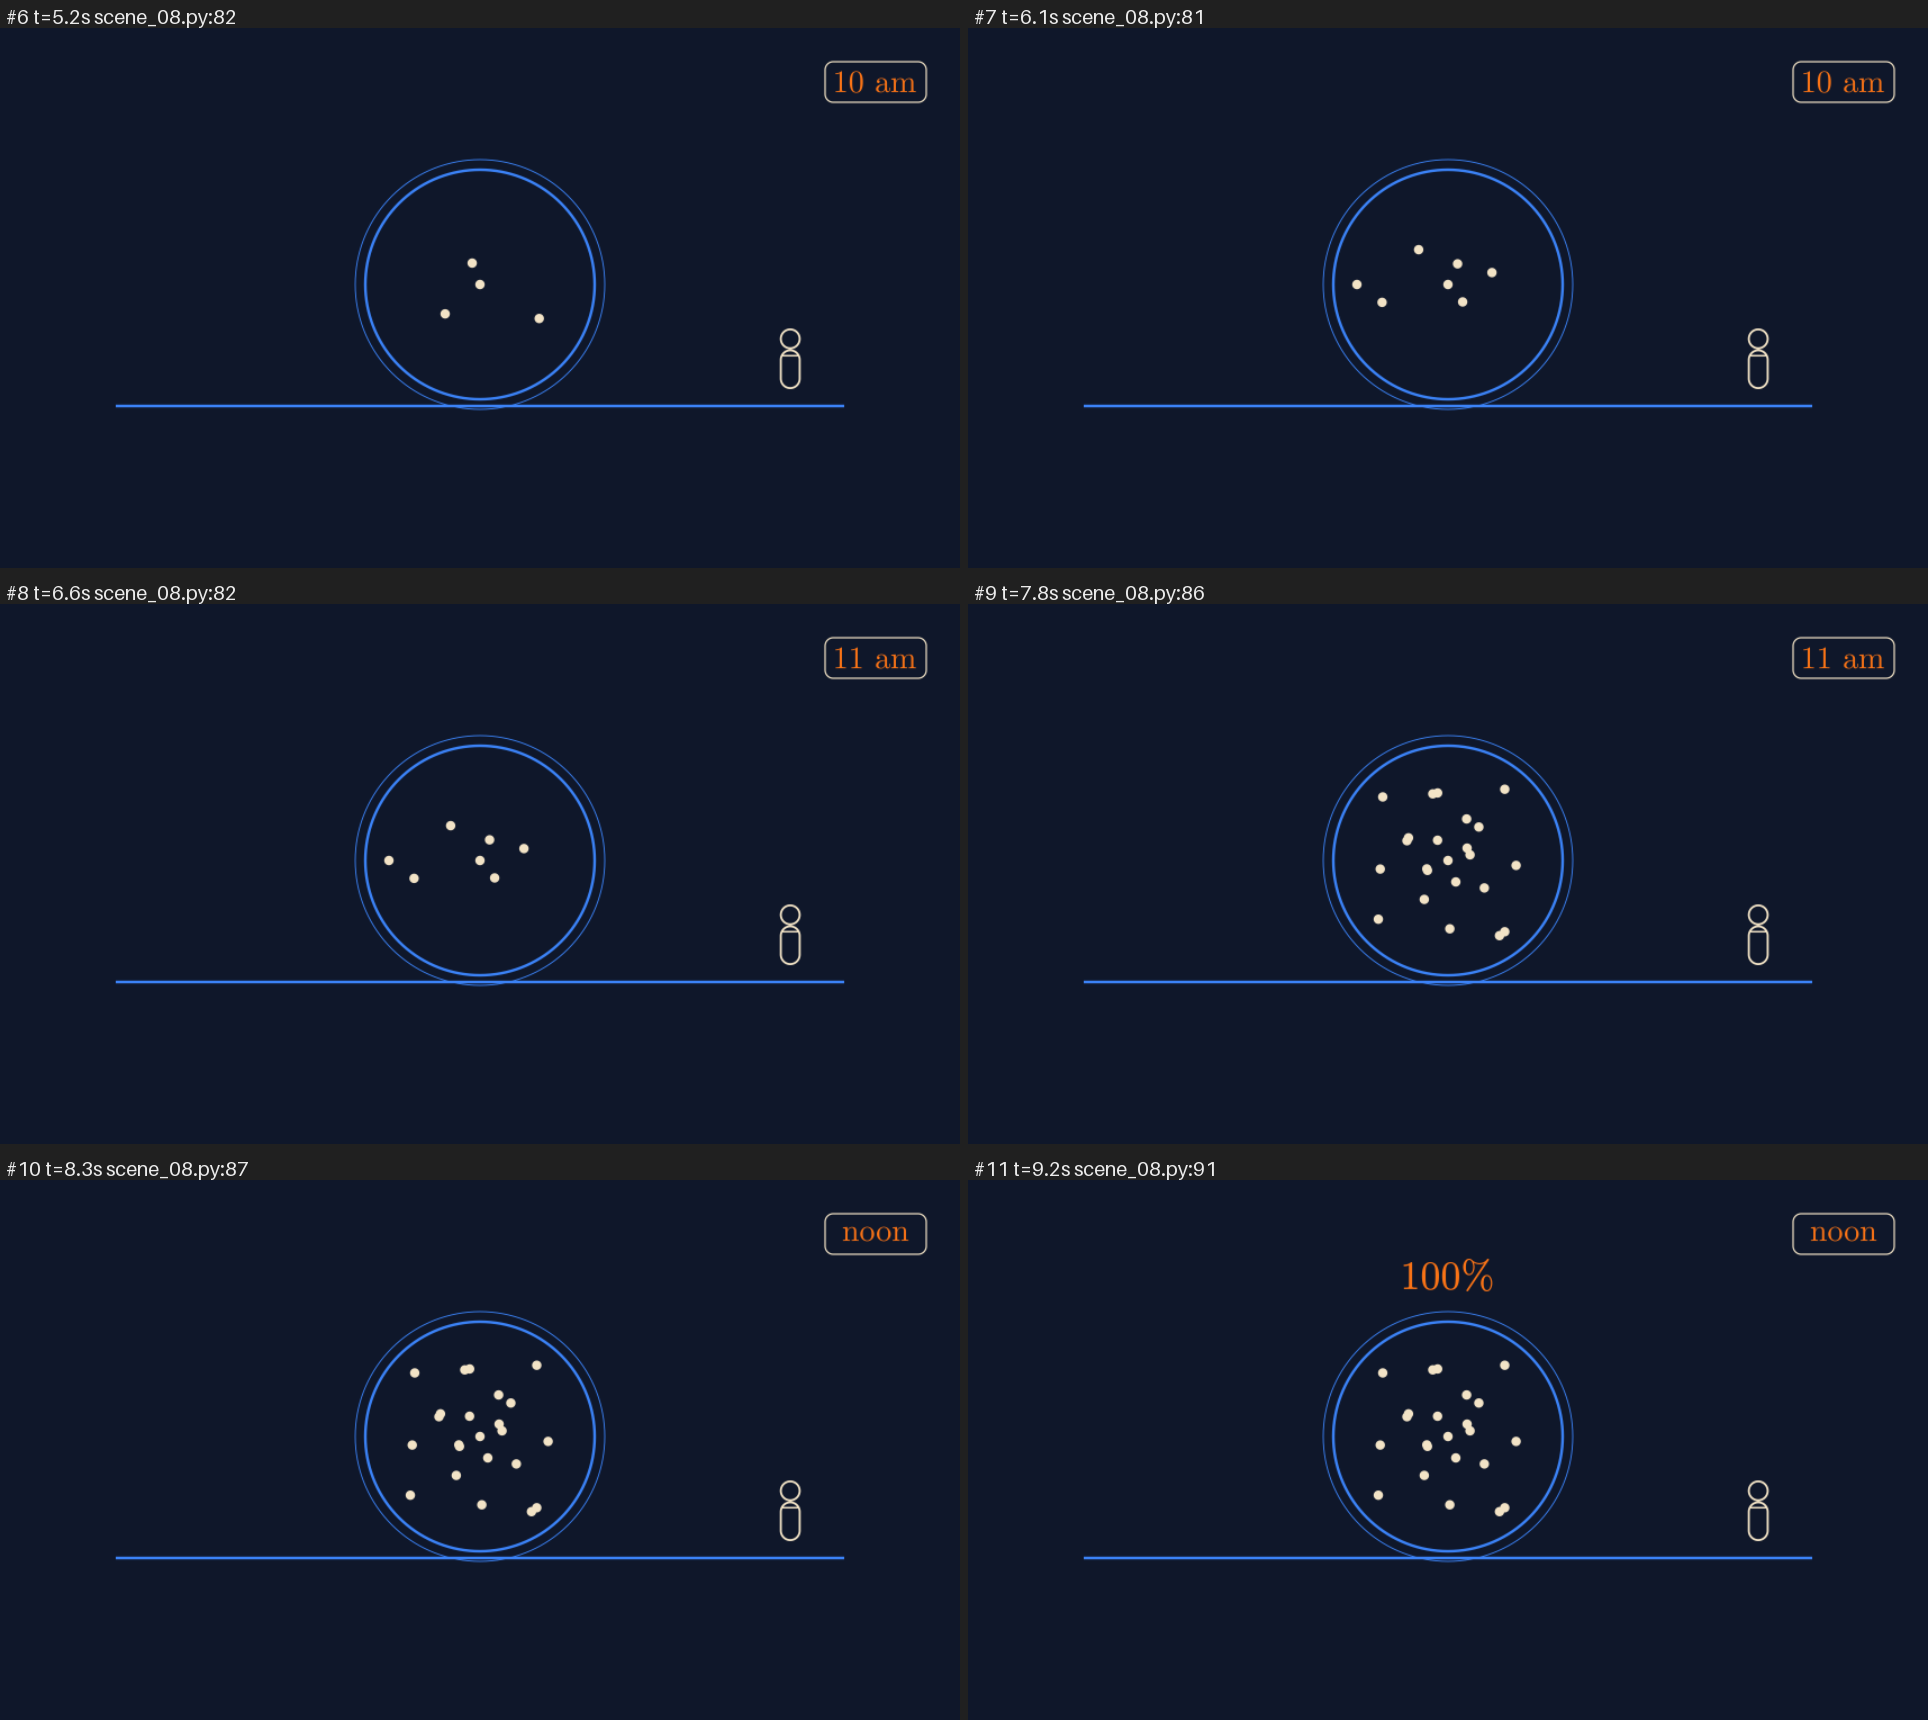 #6 t=5.2s scene_08.py:82
10 am
#7 t=6.1s scene_08.py:81
10 am
#8 t=6.6s scene_08.py:82
11 am
#9 t=7.8s scene_08.py:86
11 am
#10 t=8.3s scene_08.py:87
noon
#11 t=9.2s scene_08.py:91
noon
100%